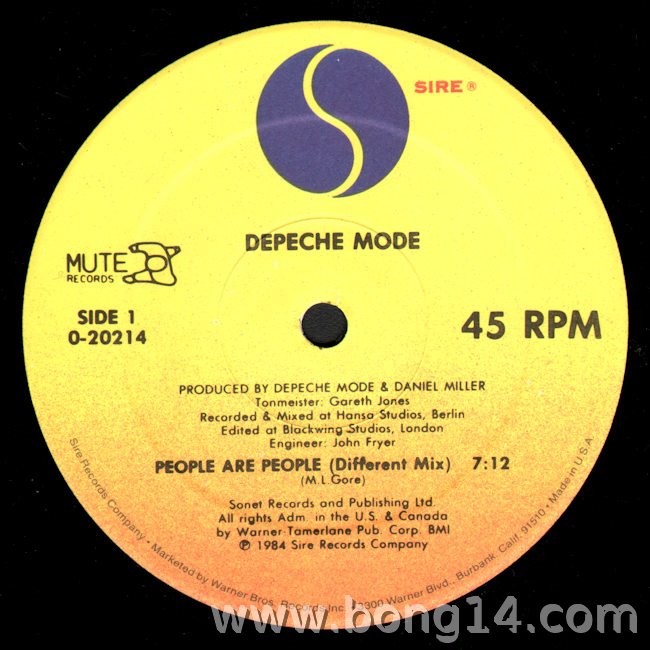 SIRE®
DEPECHE MODE
MUTE
RECORDS
SIDE 1
0-20214
45 RPM
PRODUCED BY DEPECHE MODE & DANIEL MILLER
Tonmeister: Gareth Jones
Recorded & Mixed at Hansa Studios, Berlin
Edited at Blackwing Studios, London
Engineer: John Fryer
PEOPLE ARE PEOPLE (Different Mix) 7:12
(M.L.Gore)
Sonet Records and Publishing Ltd.
All rights Adm. in the U.S. & Canada
by Warner-Tamerlane Pub. Corp. BMI
℗ 1984 Sire Records Company
Sire Records Company • Marketed by Warner Bros. Records Inc. 3300 Warner Blvd., Burbank, Calif. 91510 • Made in U.S.A.
www.bong14.com